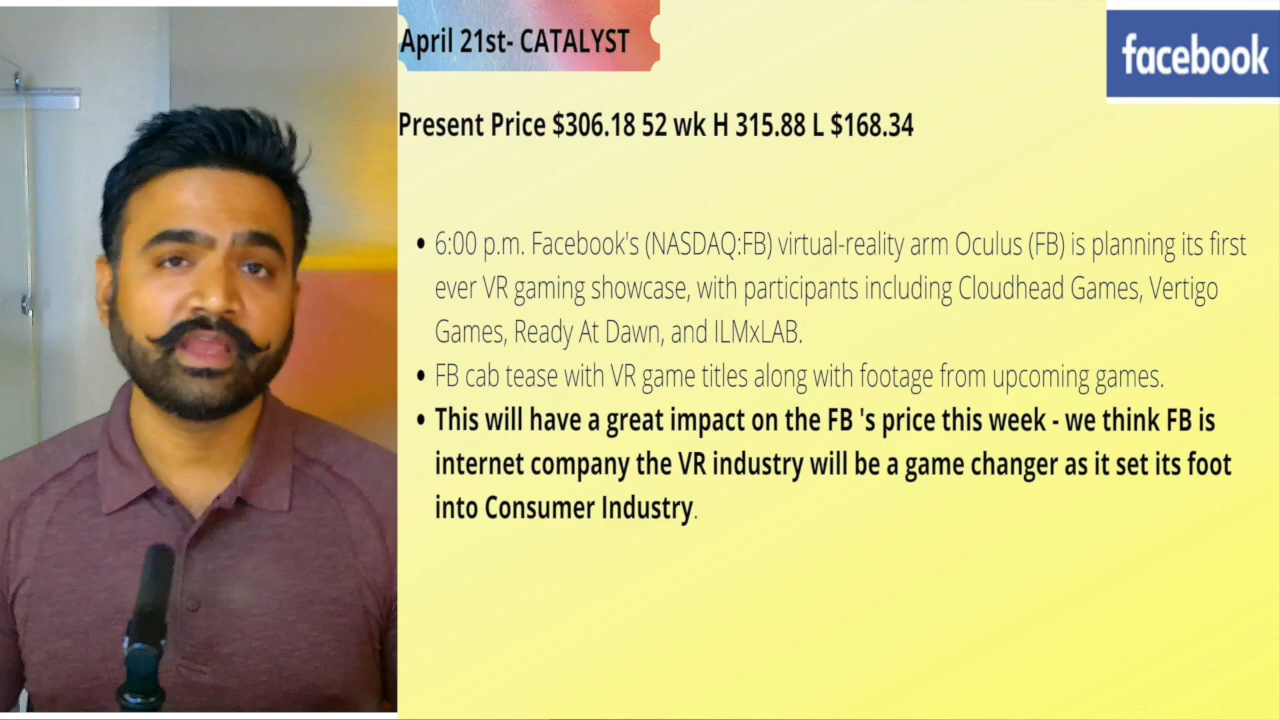 April 21st- CATALYST
facebook
Present Price $306.18 52 wk H 315.88 L $168.34
• 6:00 p.m. Facebook's (NASDAQ:FB) virtual-reality arm Oculus (FB) is planning its first
ever VR gaming showcase, with participants including Cloudhead Games, Vertigo
Games, Ready At Dawn, and ILMxLAB.
• FB cab tease with VR game titles along with footage from upcoming games.
• This will have a great impact on the FB 's price this week - we think FB is
internet company the VR industry will be a game changer as it set its foot
into Consumer Industry.